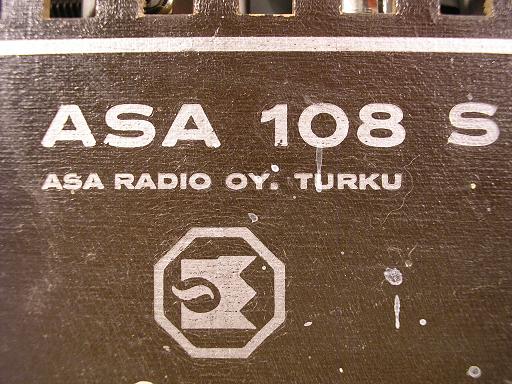 ASA 108 S
ASA RADIO OY. TURKU